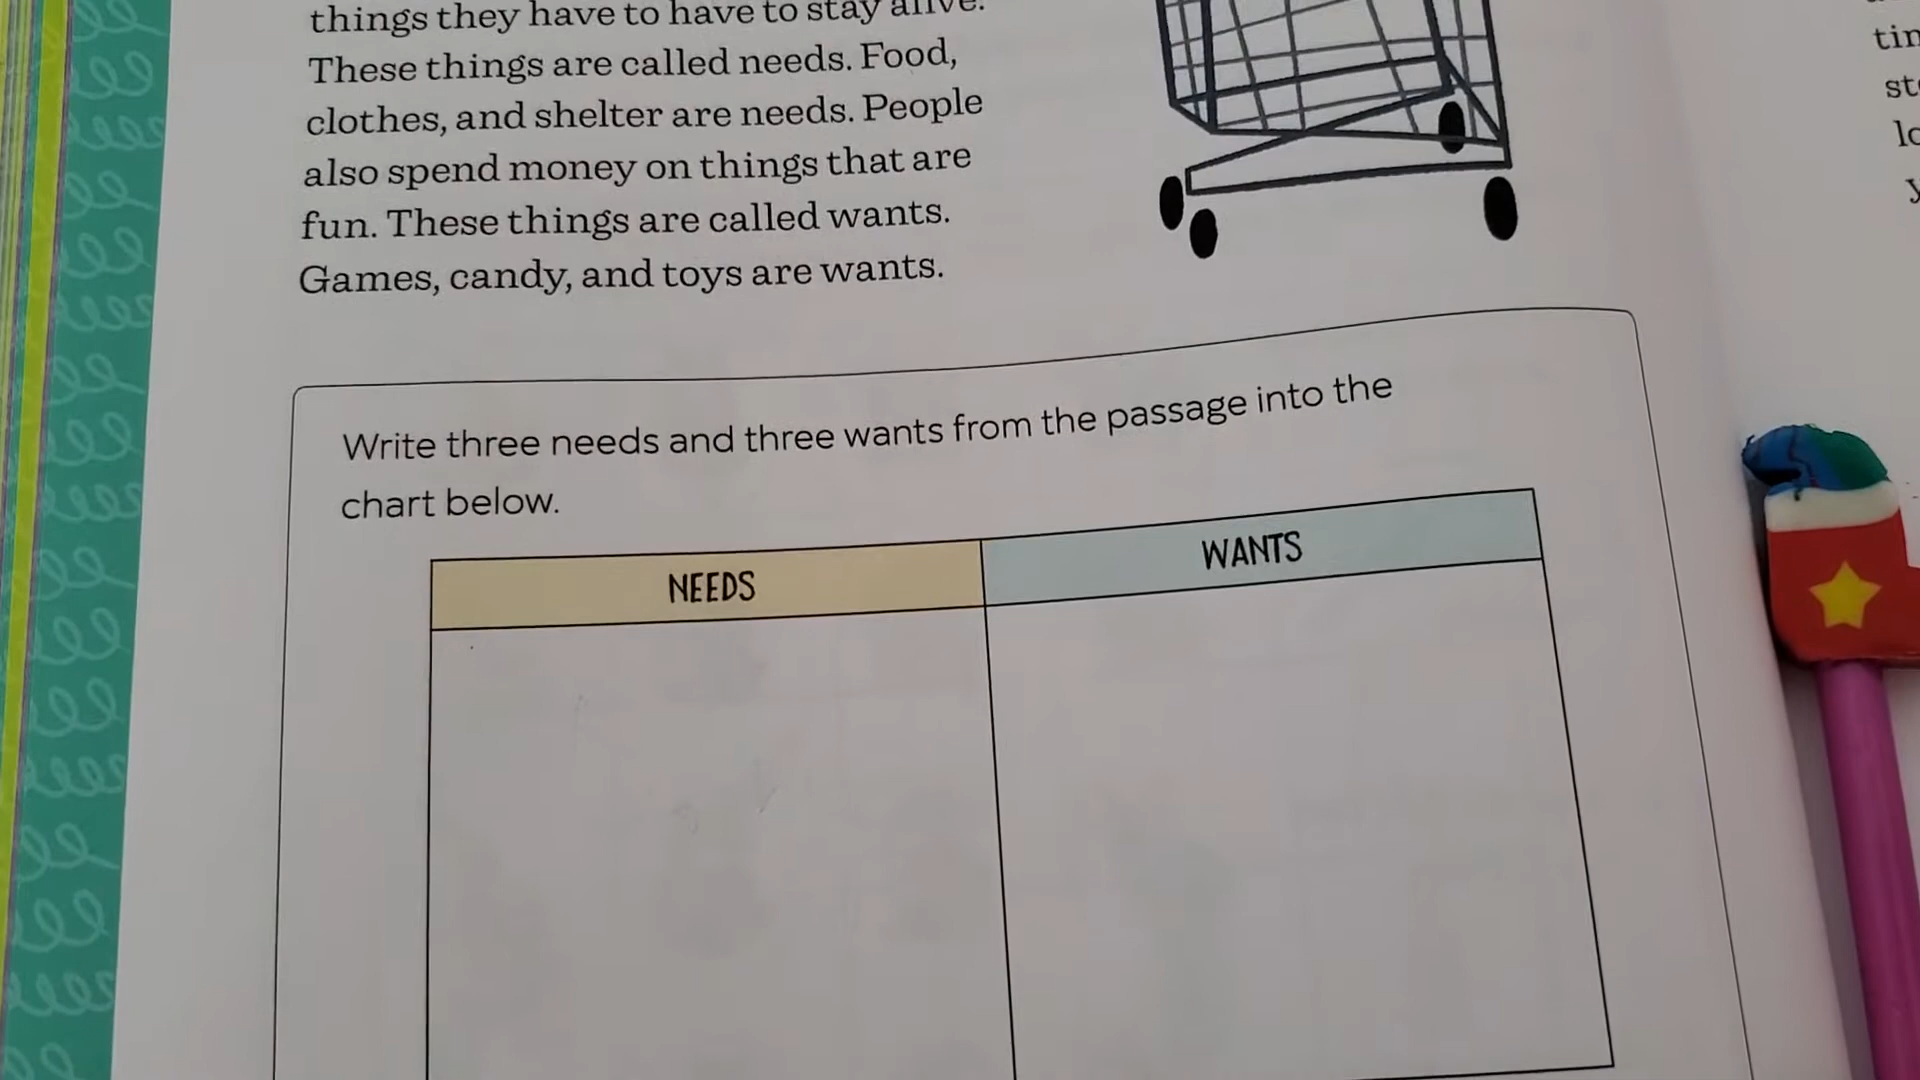 things they have to have to stay alive.
These things are called needs. Food,
clothes, and shelter are needs. People
also spend money on things that are
fun. These things are called wants.
Games, candy, and toys are wants.
Write three needs and three wants from the passage into the
chart below.
NEEDS
WANTS